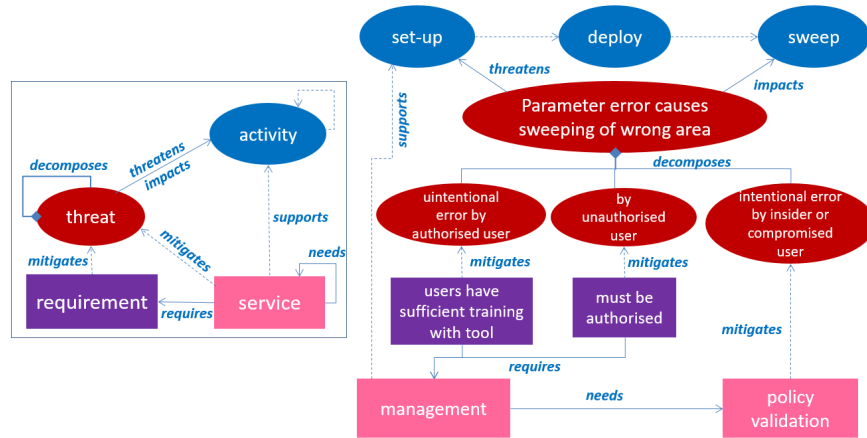 set-up
deploy
sweep
threatens
impacts
Parameter error causes
sweeping of wrong area
supports
decomposes
uintentional error by
authorised user
by
unauthorised
user
intentional error
by insider or
compromised
user
mitigates
mitigates
users have
sufficient training
with tool
must be
authorised
mitigates
requires
management
needs
policy
validation
activity
decomposes
threatens
impacts
threat
supports
mitigates
mitigates
needs
requirement
requires
service